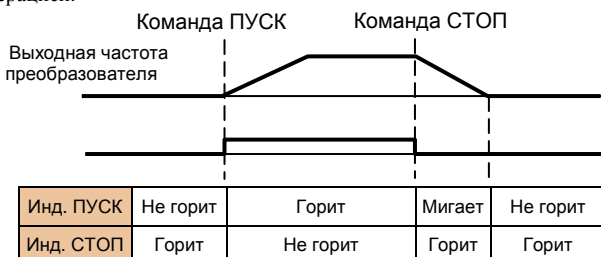 Команда ПУСК Команда СТОП
Выходная частота
преобразователя
Инд. ПУСК Не горит Горит Мигает Не горит
Инд. СТОП Горит Не горит Горит Горит